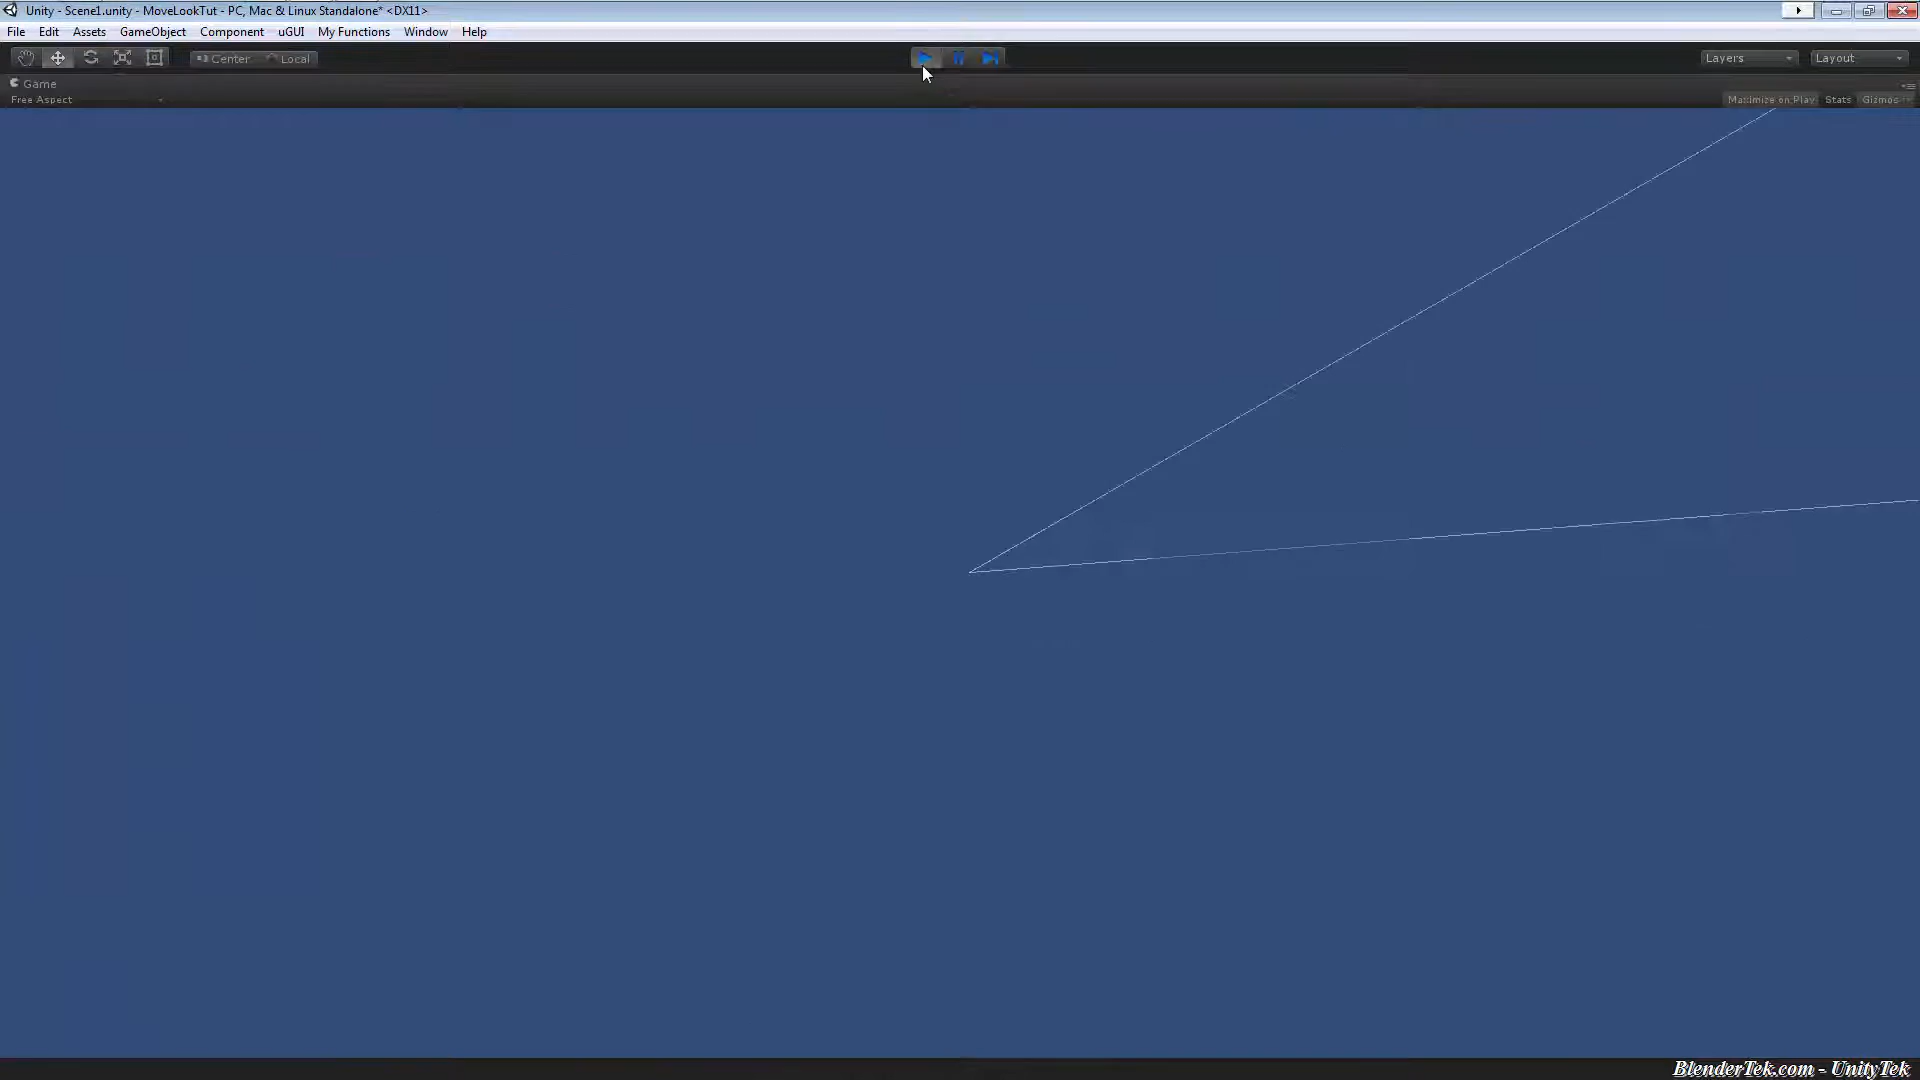 Unity - Scene1.unity - MoveLookTut - PC, Mac & Linux Standalone* <DX11>
File Edit Assets GameObject Component uGUI My Functions Window Help
Center Local Layers Layout
Game
Free Aspect Maximize on Play Stats Gizmos
BlenderTek.com - UnityTek